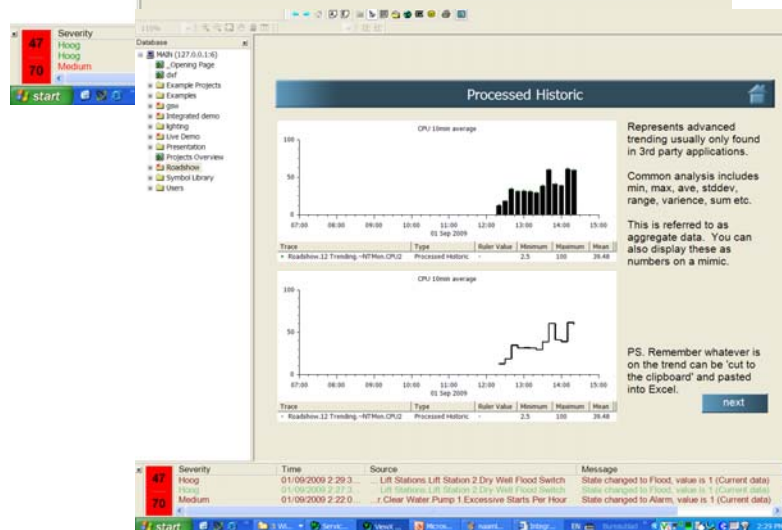 110%
Database
MAIN (127.0.0.1:6)
_Opening Page
dxf
Example Projects
Examples
gsw
Integrated demo
lighting
Live Demo
Presentation
Projects Overview
Roadshow
Symbol Library
Users
Processed Historic
CPU 10min average
100
50
0
07:00 08:00 09:00 10:00 11:00 12:00 13:00 14:00 15:00
01 Sep 2009
Trace Type Ruler Value Minimum Maximum Mean
Roadshow.12 Trending.~NTMon.CPU2 Processed Historic - 2.5 100 39.48
CPU 10min average
100
50
0
07:00 08:00 09:00 10:00 11:00 12:00 13:00 14:00 15:00
01 Sep 2009
Trace Type Ruler Value Minimum Maximum Mean
Roadshow.12 Trending.~NTMon.CPU2 Processed Historic - 2.5 100 39.48
Represents advanced
trending usually only found
in 3rd party applications.
Common analysis includes
min, max, ave, stddev,
range, varience, sum etc.
This is referred to as
aggregate data. You can
also display these as
numbers on a mimic.
PS. Remember whatever is
on the trend can be 'cut to
the clipboard' and pasted
into Excel.
next
Severity
47
Hoog
Hoog
70
Medium
start
Severity Time Source Message
47
Hoog 01/09/2009 2:29:3... ... Lift Stations.Lift Station 2.Dry Well Flood Switch State changed to Flood, value is 1 (Current data)
Hoog 01/09/2009 2:27:3... ... Lift Stations.Lift Station 2.Dry Well Flood Switch State changed to Flood, value is 1 (Current data)
70
Medium 01/09/2009 2:22:0... ...r.Clear Water Pump 1.Excessive Starts Per Hour State changed to Alarm, value is 1 (Current data)
start
3 Wi...
Servic...
Micros...
naaml...
Integr...
EN